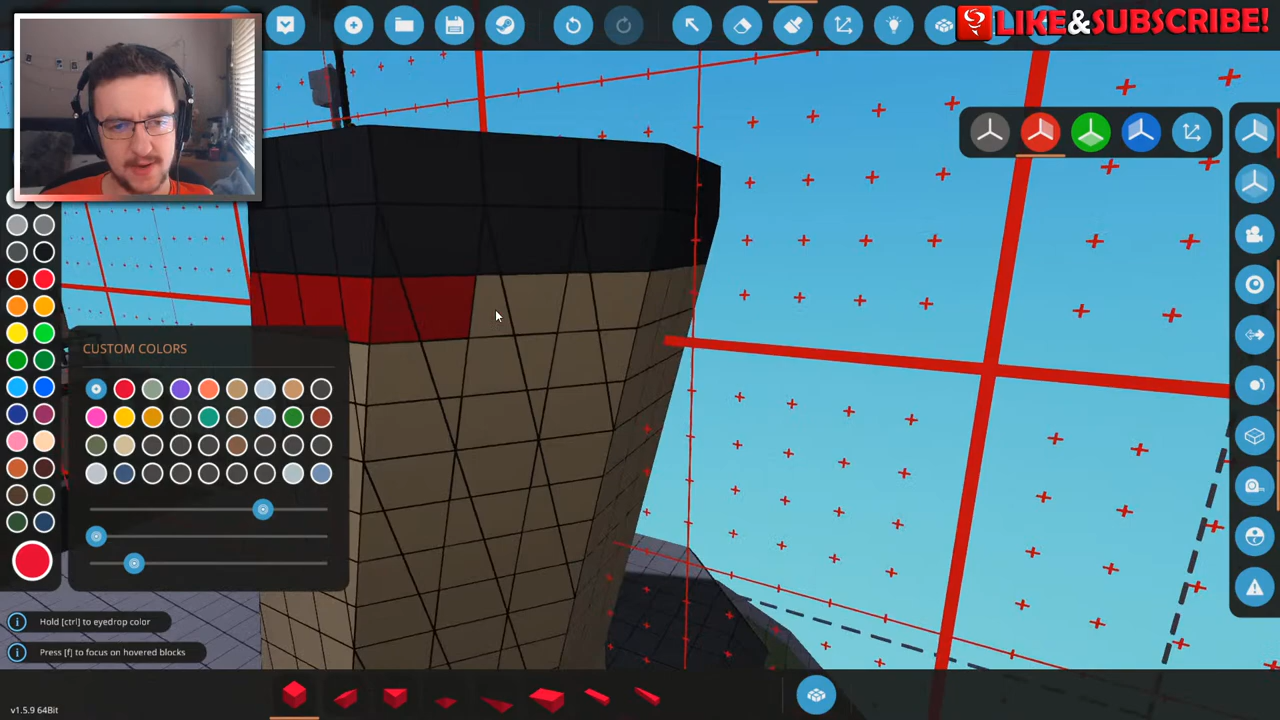 LIKE&SUBSCRIBE!
CUSTOM COLORS
Hold [ctrl] to eyedrop color
Press [f] to focus on hovered blocks
v1.5.9 64Bit